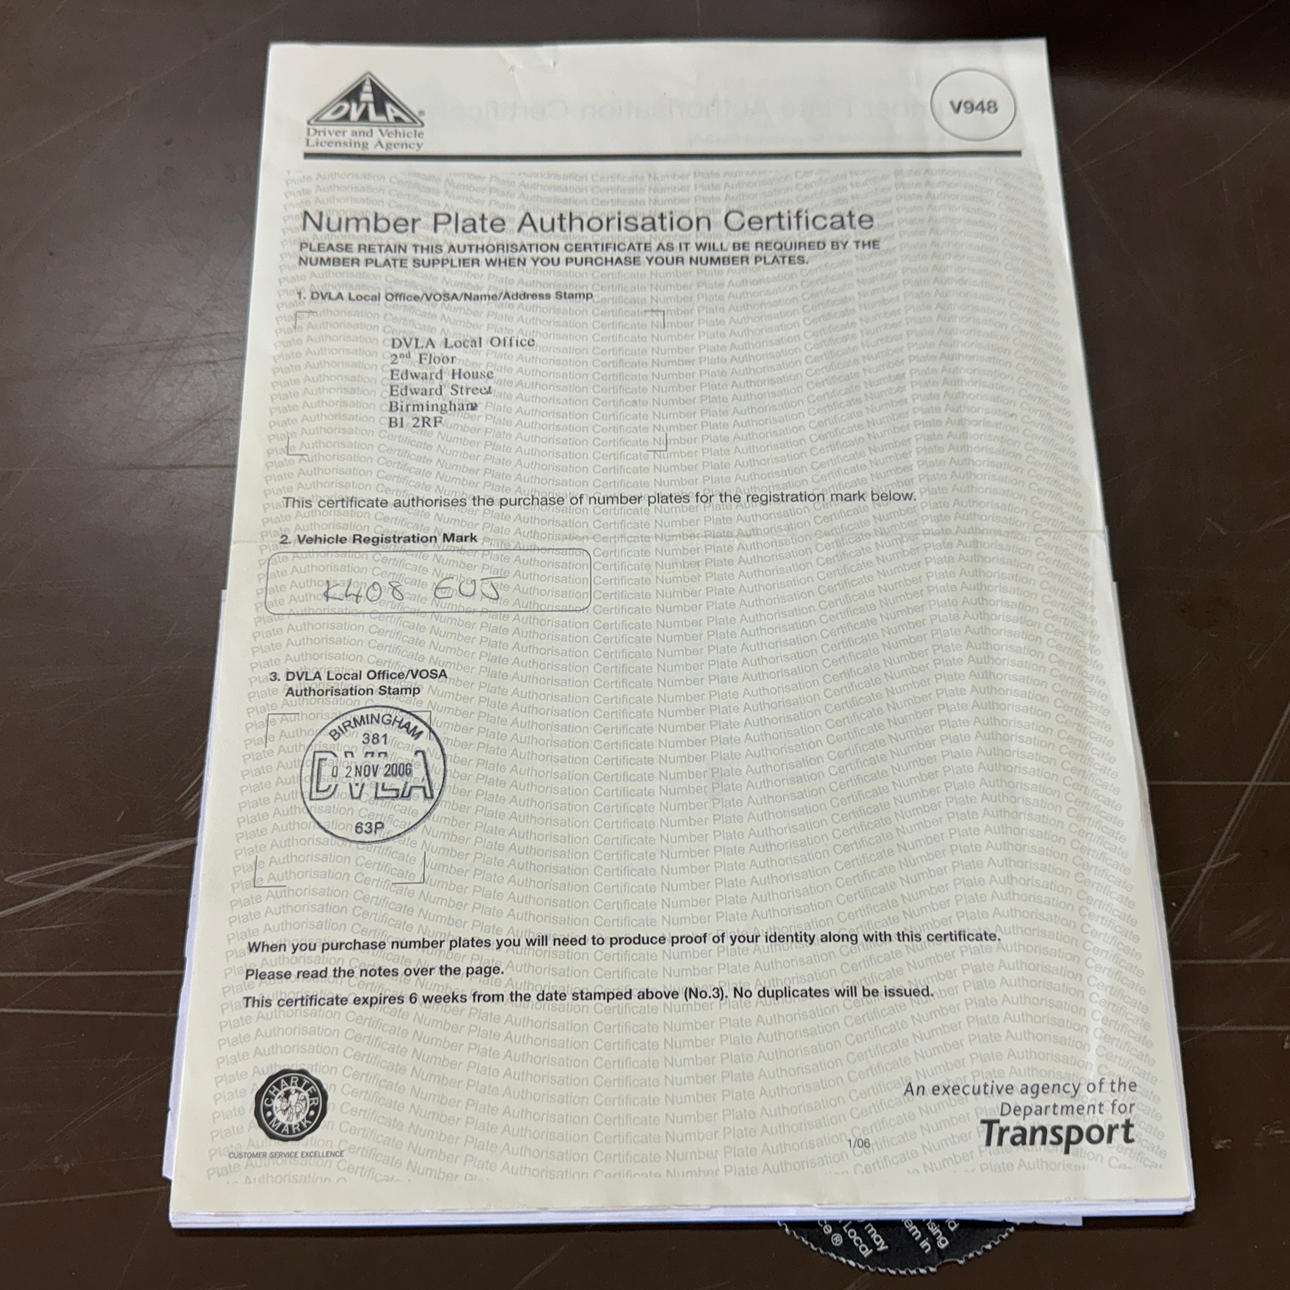 DVLA
Driver and Vehicle
Licensing Agency
V948
Number Plate Authorisation Certificate
PLEASE RETAIN THIS AUTHORISATION CERTIFICATE AS IT WILL BE REQUIRED BY THE
NUMBER PLATE SUPPLIER WHEN YOU PURCHASE YOUR NUMBER PLATES.
1. DVLA Local Office/VOSA/Name/Address Stamp
DVLA Local Office
2nd Floor
Edward House
Edward Street
Birmingham
B1 2RF
This certificate authorises the purchase of number plates for the registration mark below.
2. Vehicle Registration Mark
K408 EUJ
3. DVLA Local Office/VOSA
Authorisation Stamp
BIRMINGHAM
381
DVLA
02 NOV 2006
63P
When you purchase number plates you will need to produce proof of your identity along with this certificate.
Please read the notes over the page.
This certificate expires 6 weeks from the date stamped above (No.3). No duplicates will be issued.
CHARTER
MARK
CUSTOMER SERVICE EXCELLENCE
1/06
An executive agency of the
Department for
Transport
Local
may